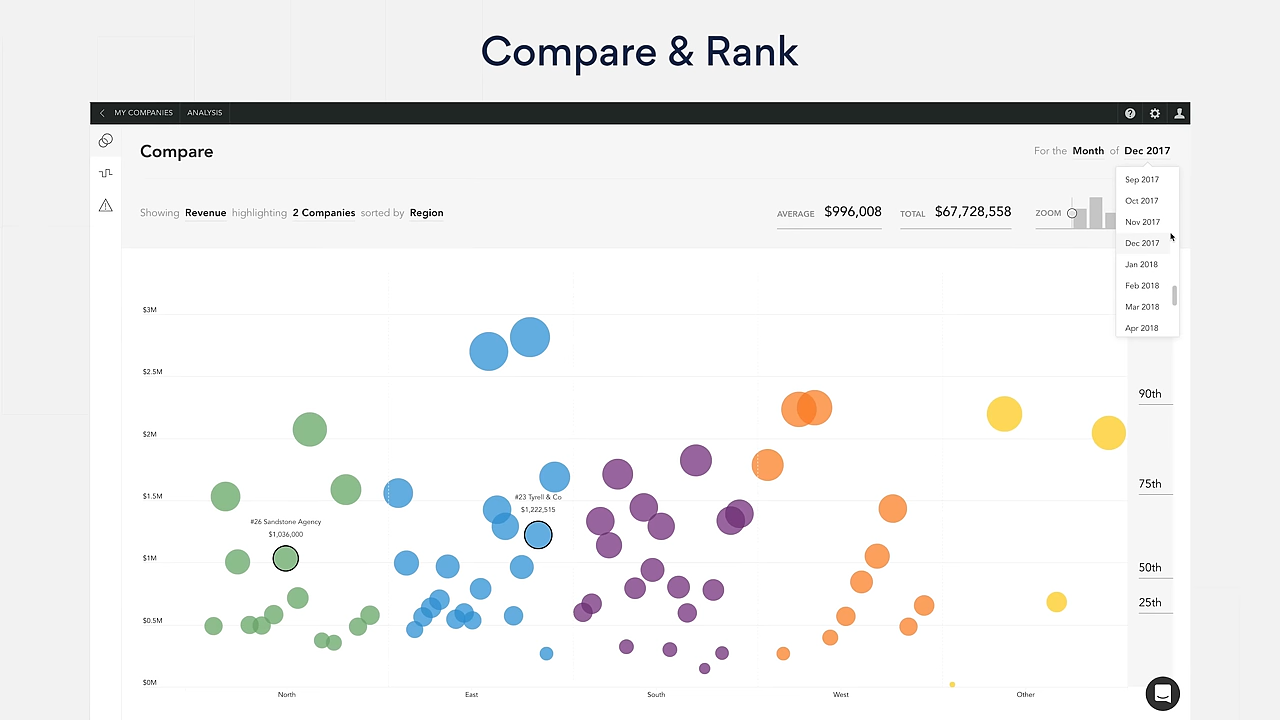 Compare & Rank
MY COMPANIES ANALYSIS
Compare
For the Month of Dec 2017
Sep 2017
Oct 2017
Nov 2017
Dec 2017
Jan 2018
Feb 2018
Mar 2018
Apr 2018
Showing Revenue highlighting 2 Companies sorted by Region
AVERAGE $996,008 TOTAL $67,728,558 ZOOM
$3M
$2.5M
$2M
$1.5M
$1M
$0.5M
$0M
#26 Sandstone Agency
$1,036,000
#23 Tyrell & Co
$1,222,515
90th
75th
50th
25th
North East South West Other